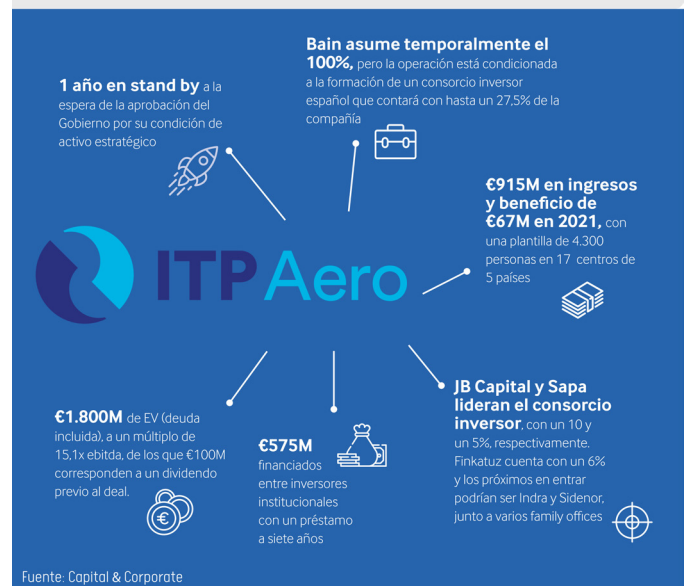 1 año en stand by a la
espera de la aprobación del
Gobierno por su condición de
activo estratégico
Bain asume temporalmente el
100%, pero la operación está condicionada
a la formación de un consorcio inversor
español que contará con hasta un 27,5% de la
compañía
€915M en ingresos
y beneficio de
€67M en 2021, con
una plantilla de 4.300
personas en 17 centros de
5 países
ITP Aero
€1.800M de EV (deuda
incluida), a un múltiplo de
15,1x ebitda, de los que €100M
corresponden a un dividendo
previo al deal.
€575M
financiados
entre inversores
institucionales
con un préstamo
a siete años
JB Capital y Sapa
lideran el consorcio
inversor, con un 10 y
un 5%, respectivamente.
Finkatuz cuenta con un 6%
y los próximos en entrar
podrían ser Indra y Sidenor,
junto a varios family offices
Fuente: Capital & Corporate